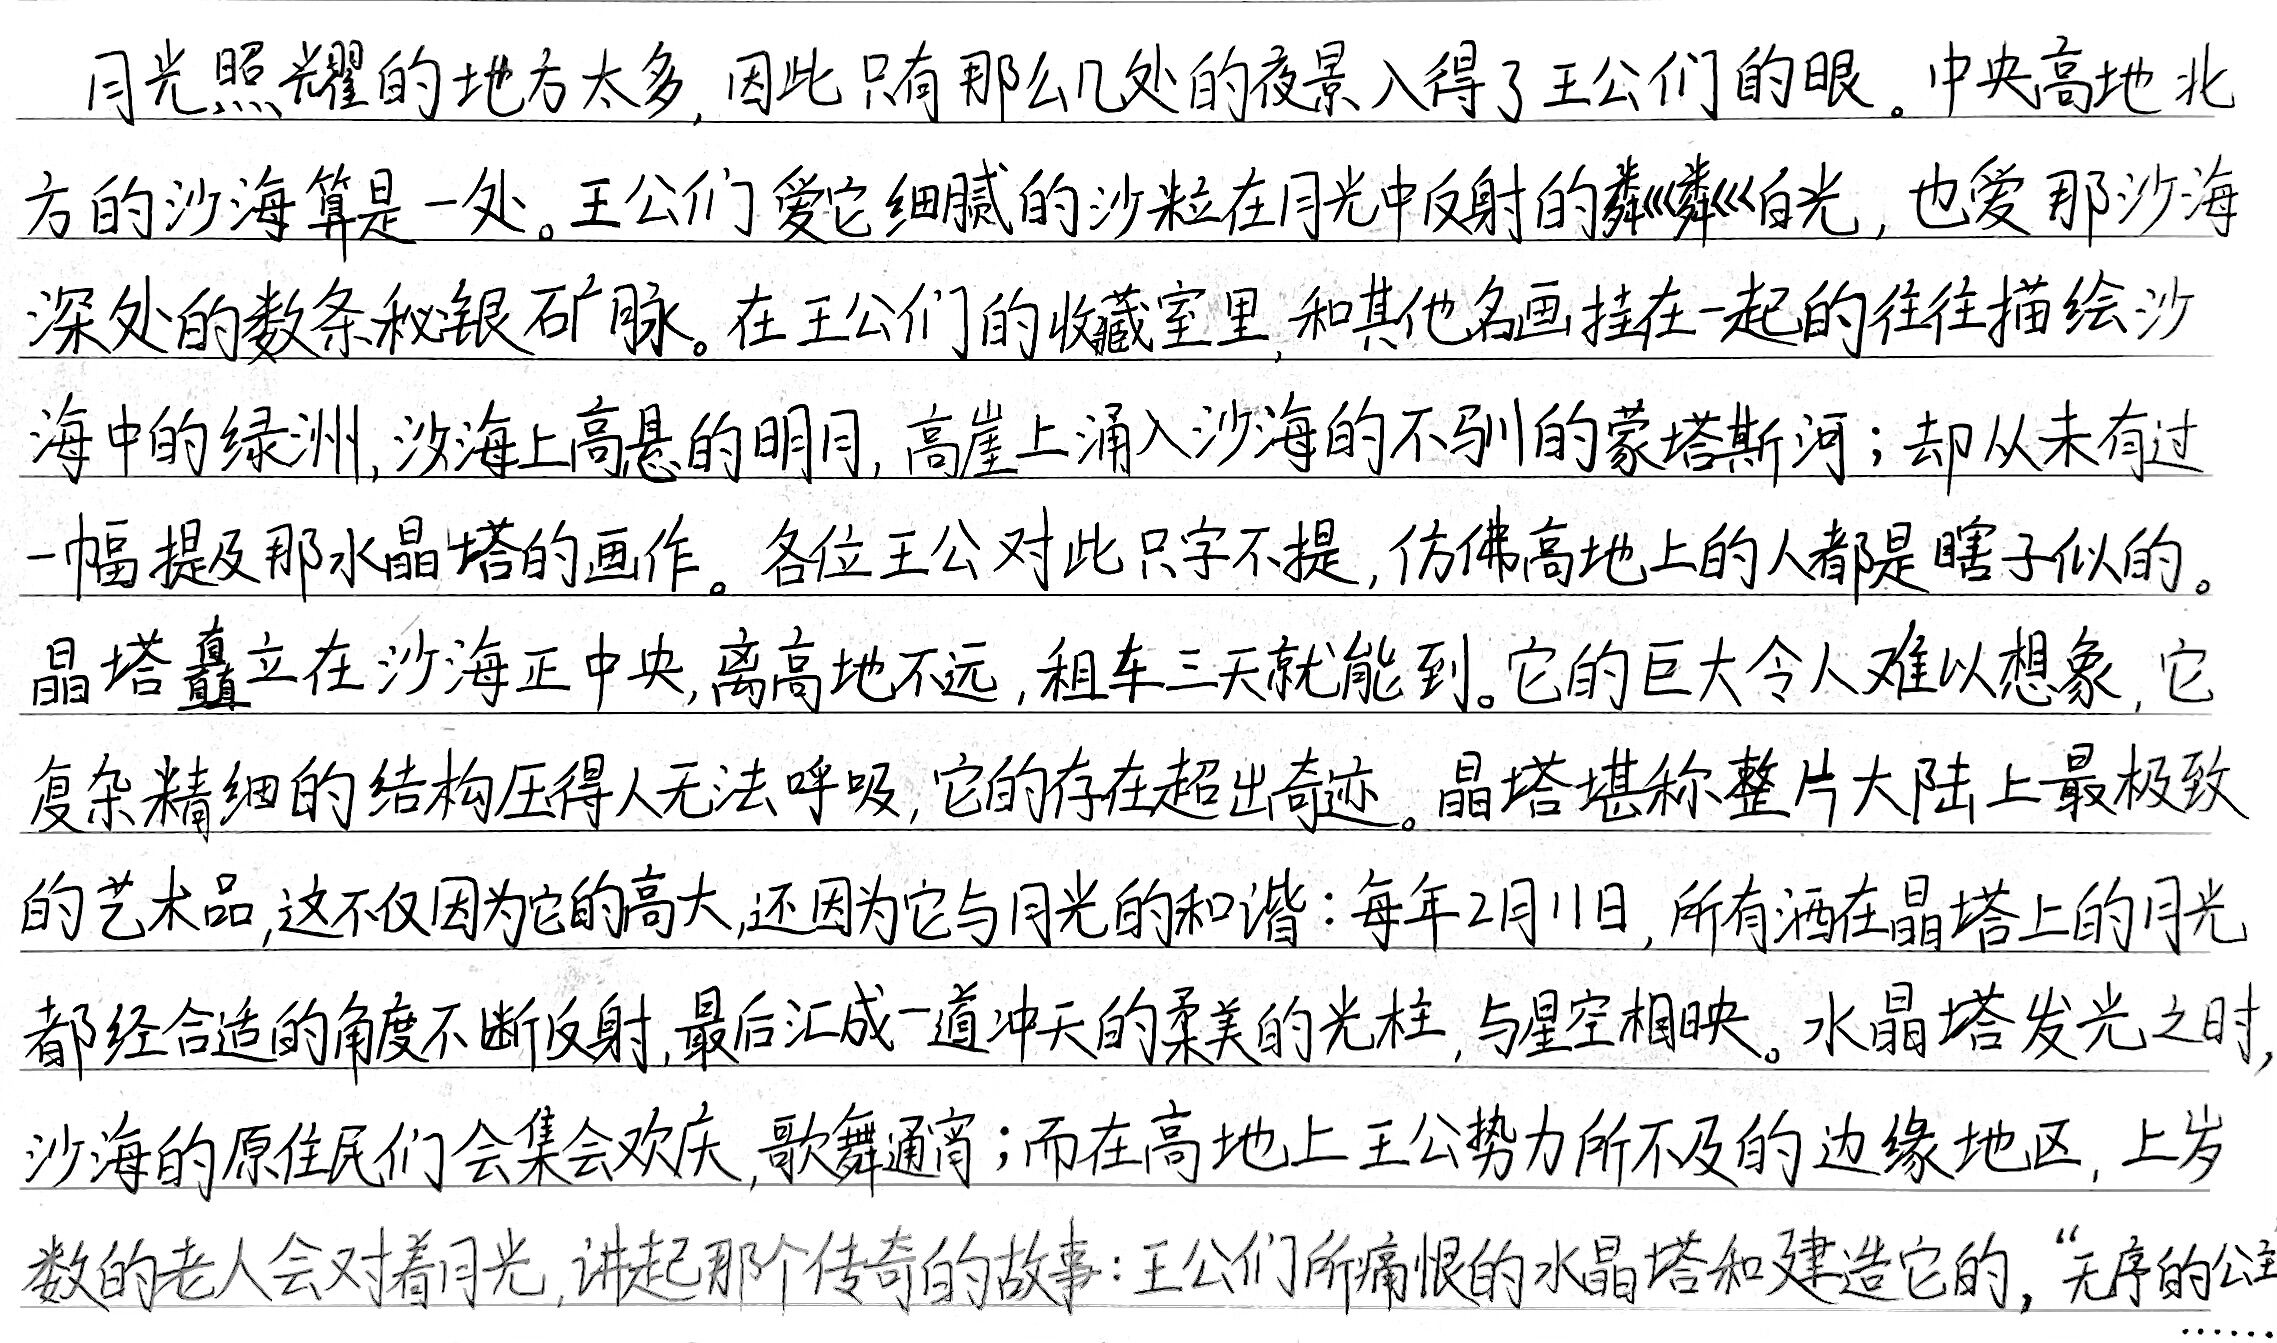 月光照耀的地方太多,因此只有那么几处的夜景入得了王公们的眼。中央高地北
方的沙海算是一处。王公们爱它细腻的沙粒在月光中反射的粼粼白光,也爱那沙海
深处的数条秘银石矿脉。在王公们的收藏室里,和其他名画挂在一起的往往描绘沙
海中的绿洲,沙海上高悬的明月,高崖上涌入沙海的不驯的蒙塔斯河;却从未有过
一幅提及那水晶塔的画作。各位王公对此只字不提,仿佛高地上的人都是瞎子似的。
晶塔矗立在沙海正中央,离高地不远,租车三天就能到。它的巨大令人难以想象,它
复杂精细的结构压得人无法呼吸,它的存在超出奇迹。晶塔堪称整片大陆上最极致
的艺术品,这不仅因为它的高大,还因为它与月光的和谐:每年2月11日,所有洒在晶塔上的月光
都经合适的角度不断反射,最后汇成一道冲天的柔美的光柱,与星空相映。水晶塔发光之时,
沙海的原住民们会集会欢庆,歌舞通宵;而在高地上王公势力所不及的边缘地区,上岁
数的老人会对着月光,讲起那个传奇的故事:王公们所痛恨的水晶塔和建造它的,“无序的公主
……